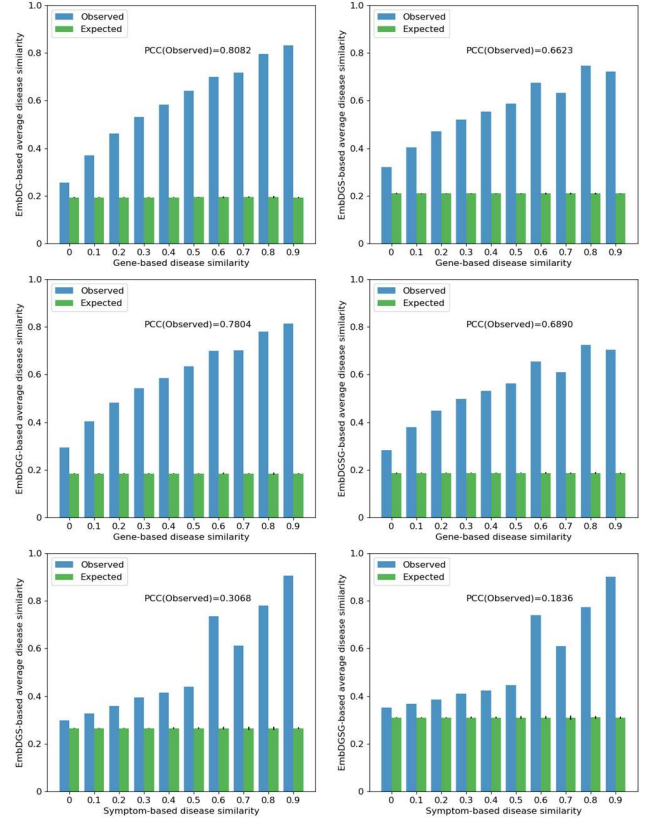 1.0
Observed
Expected
PCC(Observed)=0.8082
0.8
0.6
0.4
0.2
0
EmbDG-based average disease similarity
0 0.1 0.2 0.3 0.4 0.5 0.6 0.7 0.8 0.9
Gene-based disease similarity
1.0
Observed
Expected
PCC(Observed)=0.6623
0.8
0.6
0.4
0.2
0
EmbDGS-based average disease similarity
0 0.1 0.2 0.3 0.4 0.5 0.6 0.7 0.8 0.9
Gene-based disease similarity
1.0
Observed
Expected
PCC(Observed)=0.7804
0.8
0.6
0.4
0.2
0
EmbDGG-based average disease similarity
0 0.1 0.2 0.3 0.4 0.5 0.6 0.7 0.8 0.9
Gene-based disease similarity
1.0
Observed
Expected
PCC(Observed)=0.6890
0.8
0.6
0.4
0.2
0
EmbDGSG-based average disease similarity
0 0.1 0.2 0.3 0.4 0.5 0.6 0.7 0.8 0.9
Gene-based disease similarity
1.0
Observed
Expected
PCC(Observed)=0.3068
0.8
0.6
0.4
0.2
0
EmbDGS-based average disease similarity
0 0.1 0.2 0.3 0.4 0.5 0.6 0.7 0.8 0.9
Symptom-based disease similarity
1.0
Observed
Expected
PCC(Observed)=0.1836
0.8
0.6
0.4
0.2
0
EmbDGSG-based average disease similarity
0 0.1 0.2 0.3 0.4 0.5 0.6 0.7 0.8 0.9
Symptom-based disease similarity